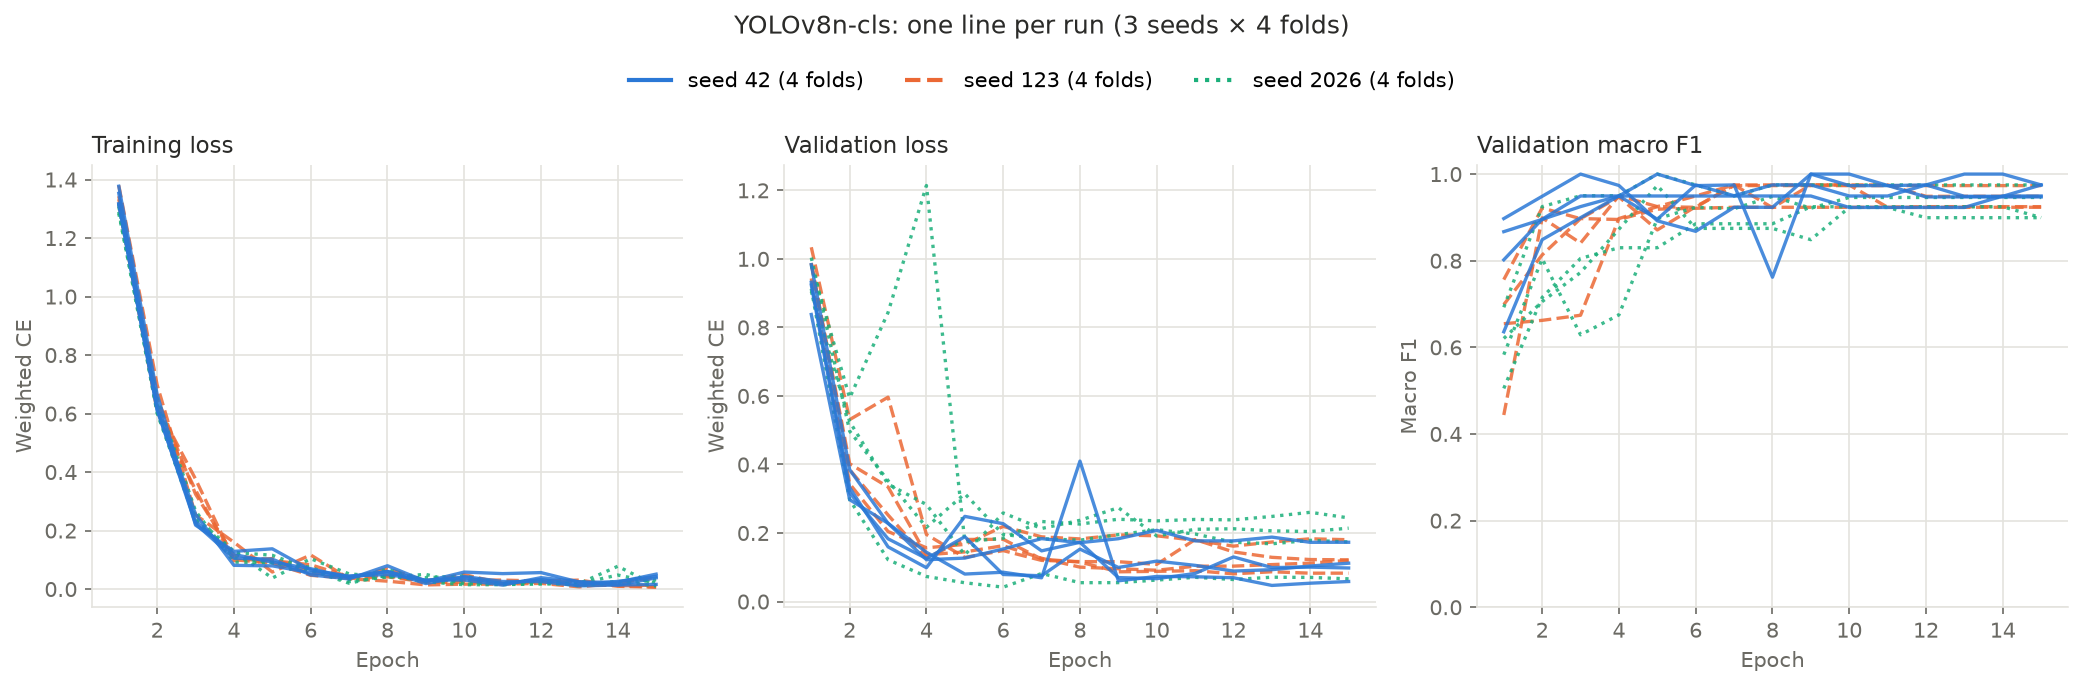 YOLOv8n-cls: one line per run (3 seeds × 4 folds)
seed 42 (4 folds)
seed 123 (4 folds)
seed 2026 (4 folds)
Training loss
Weighted CE
1.4
1.2
1.0
0.8
0.6
0.4
0.2
0.0
2 4 6 8 10 12 14
Epoch
Validation loss
Weighted CE
1.2
1.0
0.8
0.6
0.4
0.2
0.0
2 4 6 8 10 12 14
Epoch
Validation macro F1
Macro F1
1.0
0.8
0.6
0.4
0.2
0.0
2 4 6 8 10 12 14
Epoch